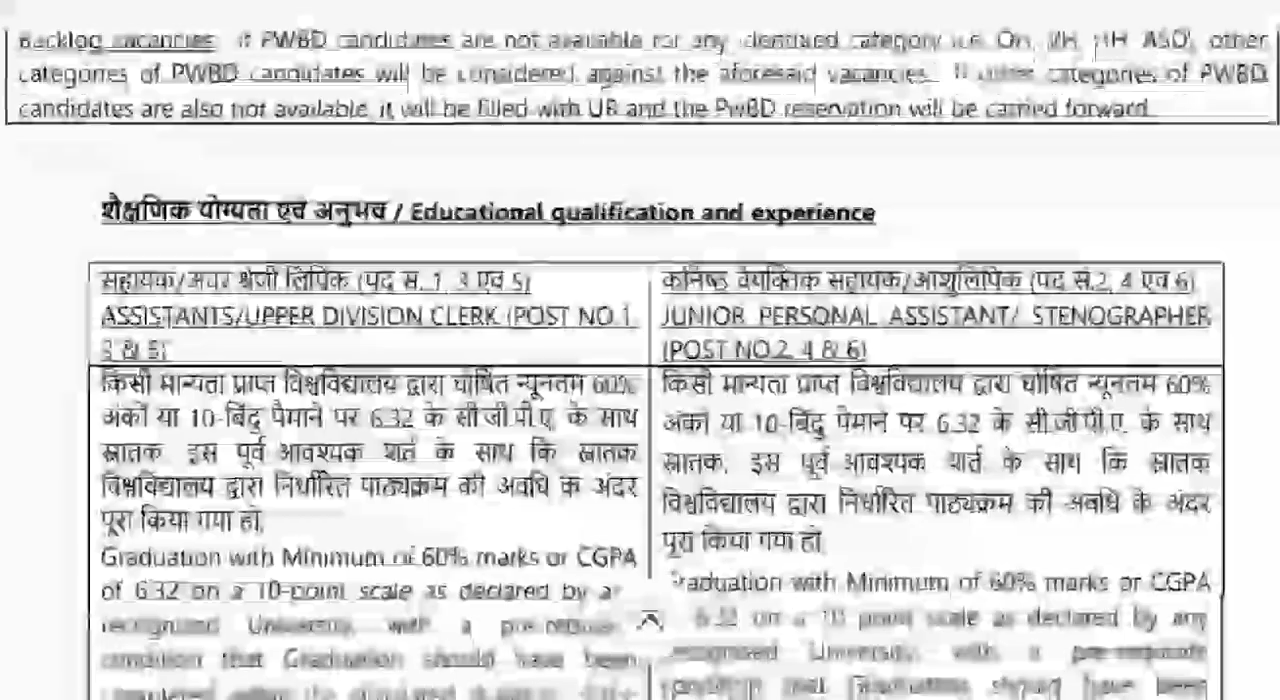 Backlog vacancies. If PWBD candidates are not available for any identified category i.e. OH, VH, HH, ASD, other
categories of PWBD candidates will be considered against the aforesaid vacancies. If other categories of PWBD
candidates are also not available, it will be filled with UR and the PwBD reservation will be carried forward.
शैक्षणिक योग्यता एवं अनुभव / Educational qualification and experience
सहायक/अवर श्रेणी लिपिक (पद सं. 1, 3 एवं 5)
ASSISTANTS/UPPER DIVISION CLERK (POST NO.1,
3 & 5)
किसी मान्यता प्राप्त विश्वविद्यालय द्वारा घोषित न्यूनतम 60%
अंकों या 10-बिंदु पैमाने पर 6.32 के सीजीपीए के साथ
स्नातक इस पूर्व आवश्यक शर्त के साथ कि स्नातक
विश्वविद्यालय द्वारा निर्धारित पाठ्यक्रम की अवधि के अंदर
पूरा किया गया हो.
Graduation with Minimum of 60% marks or CGPA
of 6.32 on a 10-point scale as declared by
recognized University with a
condition that Graduation should have been
कनिष्ठ वैयक्तिक सहायक/आशुलिपिक (पद सं.2, 4 एवं 6)
JUNIOR PERSONAL ASSISTANT/ STENOGRAPHER
(POST NO.2, 4 & 6)
किसी मान्यता प्राप्त विश्वविद्यालय द्वारा घोषित न्यूनतम 60%
अंकों या 10-बिंदु पैमाने पर 6.32 के सी.जी.पी.ए. के साथ
स्नातक, इस पूर्व आवश्यक शर्त के साथ कि स्नातक
विश्वविद्यालय द्वारा निर्धारित पाठ्यक्रम की अवधि के अंदर
पूरा किया गया हो
Graduation with Minimum of 60% marks or CGPA
6.32 on a 10 point scale as declared by any
recognised University with a pre-requisite
condition that Graduation should have been